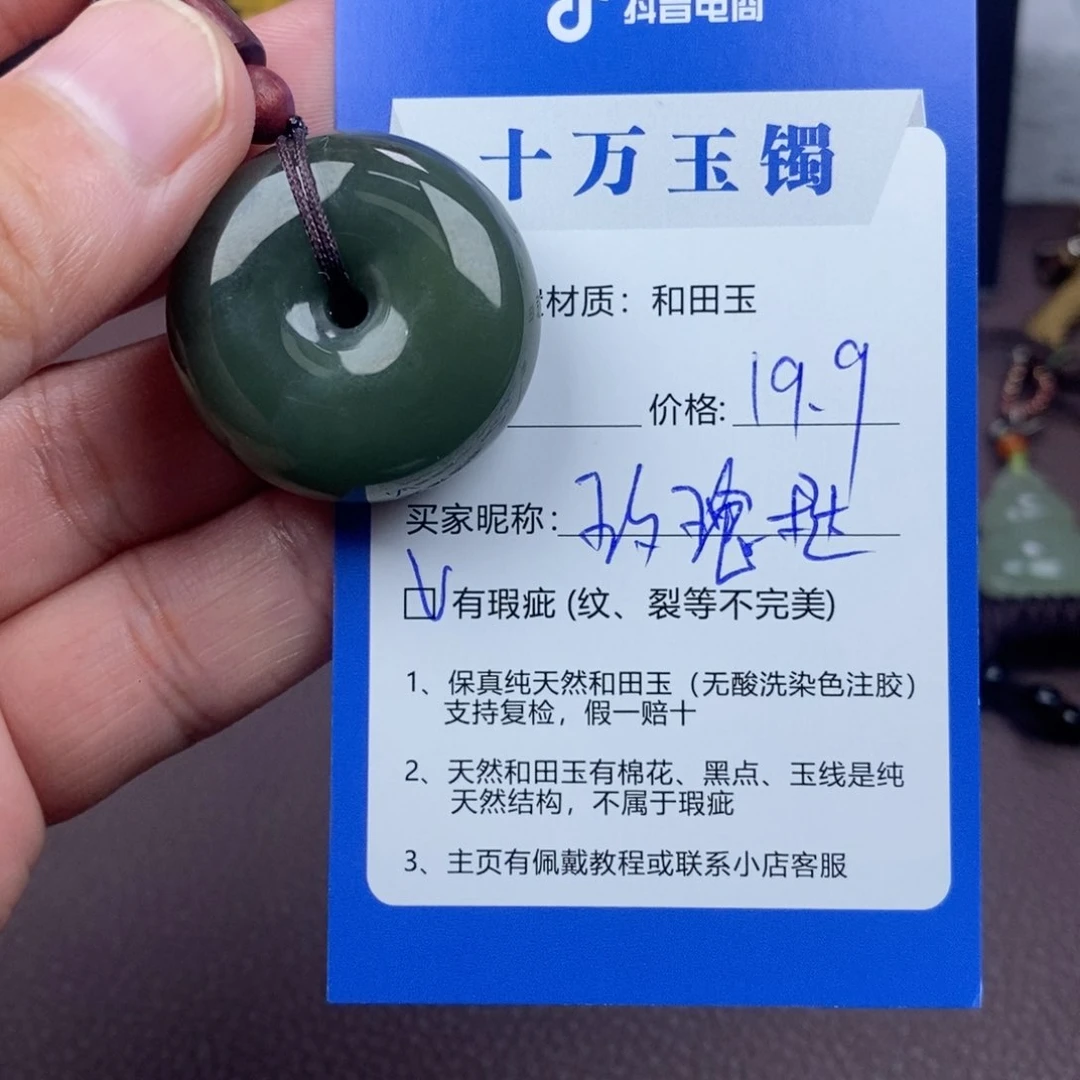 抖音电商
十万玉镯
材质：和田玉
价格: 19.9
买家昵称：玫瑰
有瑕疵 (纹、裂等不完美)
1、保真纯天然和田玉（无酸洗染色注胶）
支持复检，假一赔十
2、天然和田玉有棉花、黑点、玉线是纯
天然结构，不属于瑕疵
3、主页有佩戴教程或联系小店客服